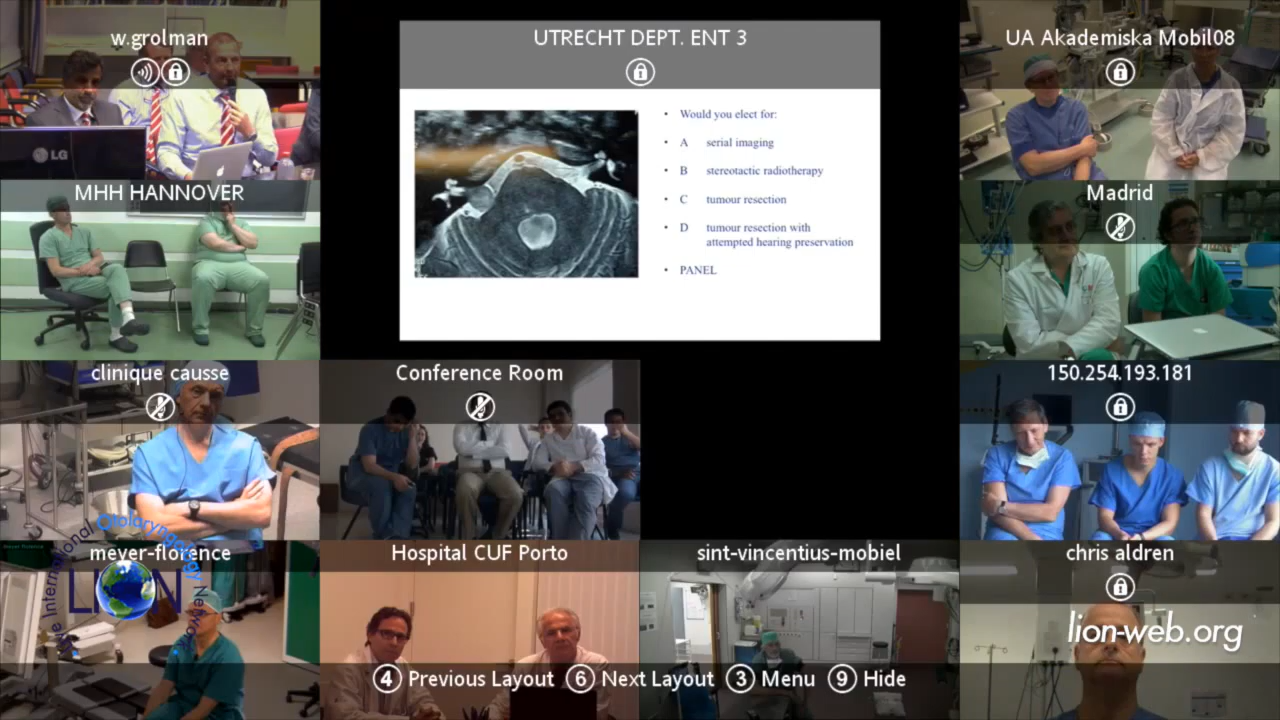 w.grolman
UTRECHT DEPT. ENT 3
UA Akademiska Mobil08
LG
• Would you elect for:
• A serial imaging
• B stereotactic radiotherapy
• C tumour resection
• D tumour resection with
attempted hearing preservation
• PANEL
MHH HANNOVER
Madrid
clinique causse
Conference Room
150.254.193.181
meyer-florence
Hospital CUF Porto
sint-vincentius-mobiel
chris aldren
Live International Otolaryngology Network
LION
lion-web.org
4 Previous Layout 6 Next Layout 3 Menu 9 Hide